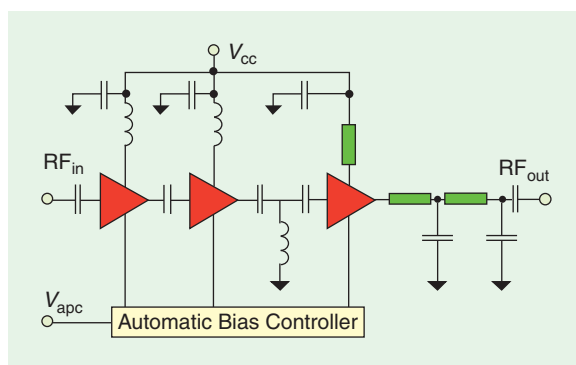 Vcc
RFin
RFout
Vapc
Automatic Bias Controller